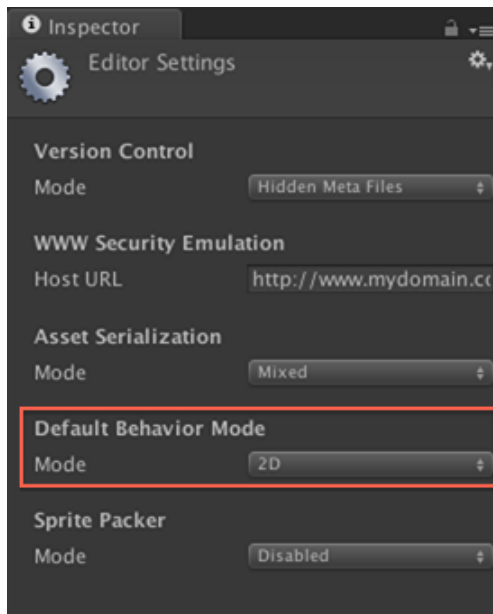 Inspector
Editor Settings
Version Control
Mode Hidden Meta Files
WWW Security Emulation
Host URL http://www.mydomain.cc
Asset Serialization
Mode Mixed
Default Behavior Mode
Mode 2D
Sprite Packer
Mode Disabled